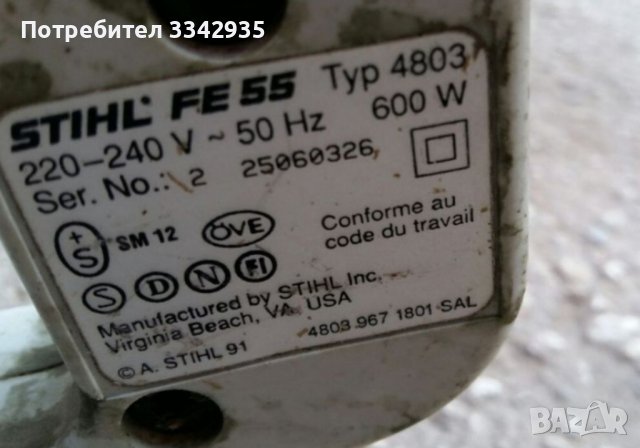 Потребител 3342935
STIHL FE 55 Typ 4803
220-240 V ~ 50 Hz 600 W
Ser. No.: 2 25060326
+ S SM 12 ÖVE Conforme au
code du travail
S D N FI
Manufactured by STIHL Inc.
Virginia Beach, VA. USA
© A. STIHL 91 4803 967 1801 SAL
BAZAR